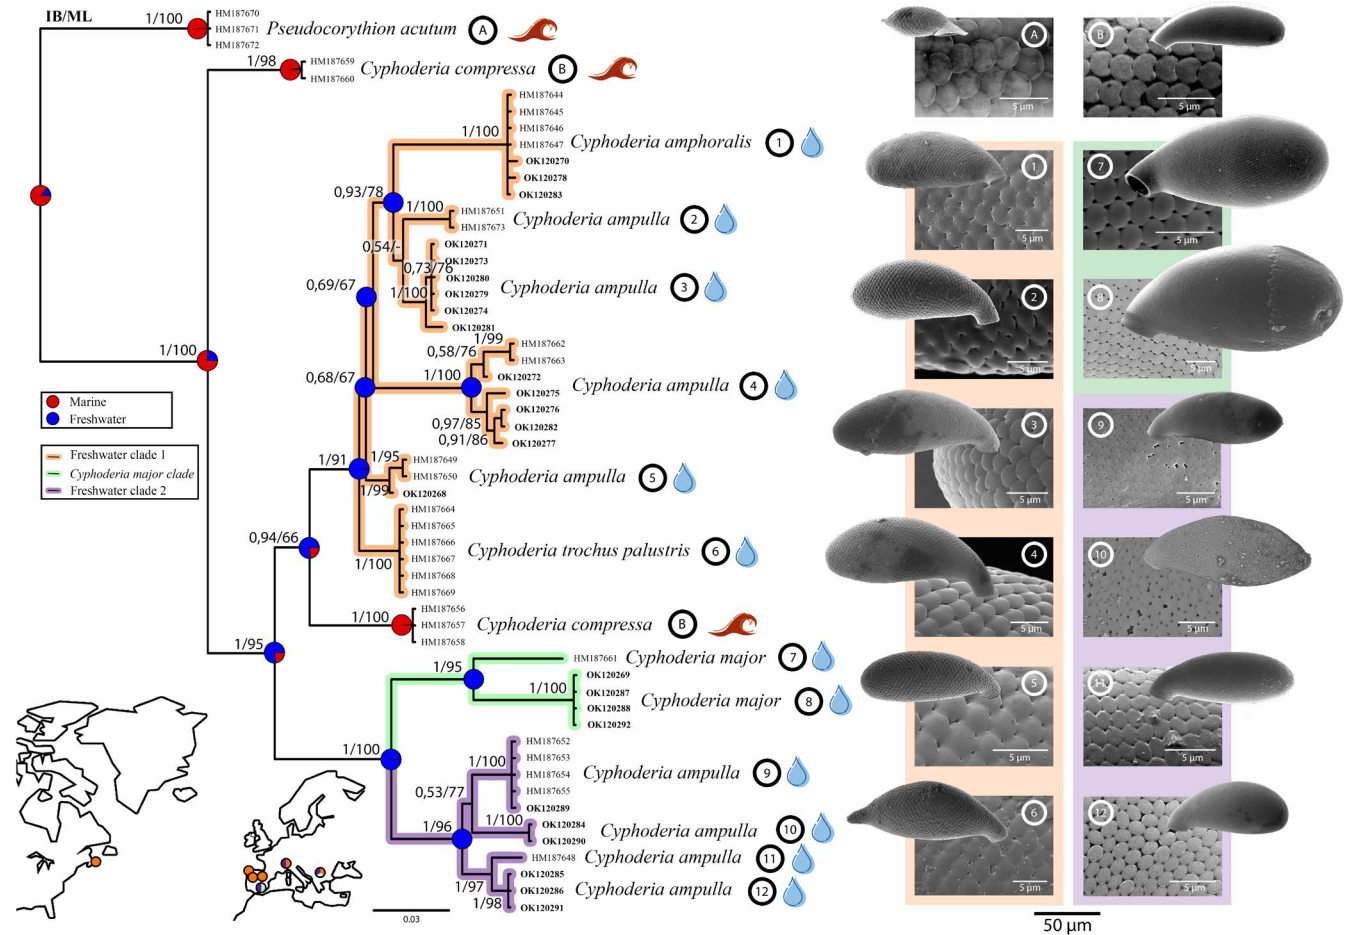 IB/ML
1/100
HM187670
HM187671
HM187672
Pseudocorythion acutum A
1/98
HM187659
HM187660
Cyphoderia compressa B
HM187644
HM187645
HM187646
1/100
HM187647
OK120270
OK120278
OK120283
Cyphoderia amphoralis 1
0,93/78
1/100
HM187651
HM187673
Cyphoderia ampulla 2
0,54/-
OK120271
OK120273
0,73/76
OK120280
OK120279
1/100
OK120274
OK120281
Cyphoderia ampulla 3
0,69/67
1/99
HM187662
HM187663
0,58/76
OK120272
1/100
OK120275
OK120276
0,97/85
OK120282
0,91/86
OK120277
Cyphoderia ampulla 4
0,68/67
1/100
Marine
Freshwater
Freshwater clade 1
Cyphoderia major clade
Freshwater clade 2
1/91
1/95
HM187649
HM187650
1/99
OK120268
Cyphoderia ampulla 5
HM187664
HM187665
HM187666
HM187667
1/100
HM187668
HM187669
Cyphoderia trochus palustris 6
0,94/66
HM187656
1/100
HM187657
HM187658
Cyphoderia compressa B
1/95
1/95
HM187661
Cyphoderia major 7
OK120269
1/100
OK120287
OK120288
OK120292
Cyphoderia major 8
1/100
HM187652
HM187653
1/100
HM187654
HM187655
OK120289
Cyphoderia ampulla 9
0,53/77
1/100
OK120284
OK120290
Cyphoderia ampulla 10
1/96
HM187648
Cyphoderia ampulla 11
1/97
OK120285
OK120286
1/98
OK120291
Cyphoderia ampulla 12
0.03
A
5 µm
B
5 µm
1
5 µm
7
5 µm
2
5 µm
8
5 µm
3
5 µm
9
5 µm
4
5 µm
10
5 µm
5
5 µm
11
5 µm
6
5 µm
12
5 µm
50 µm